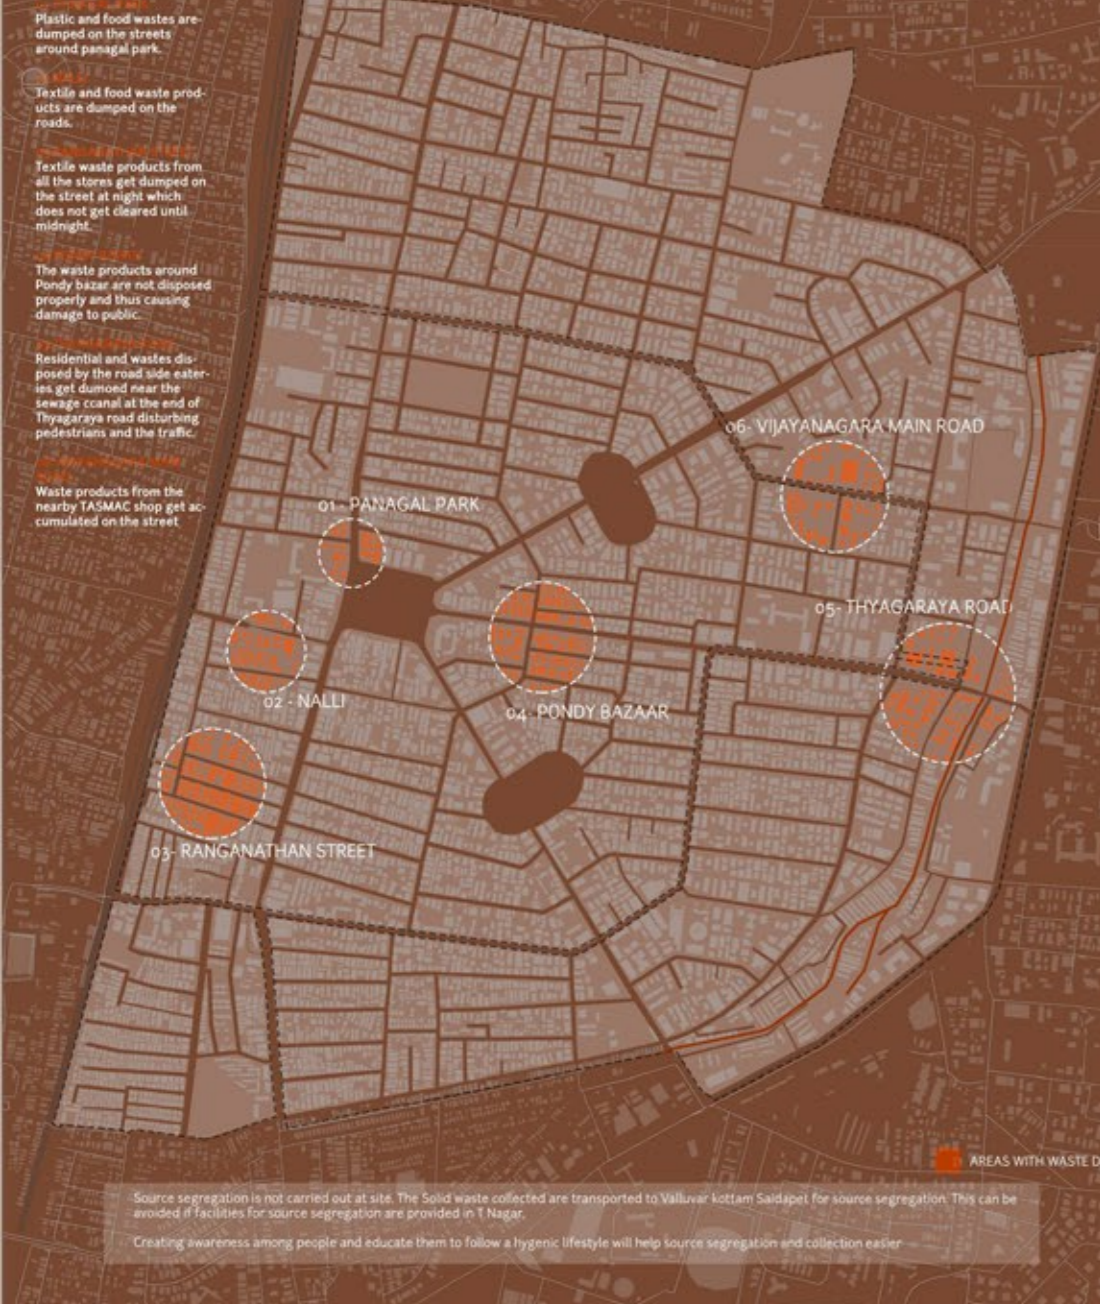 Plastic and food wastes are-
dumped on the streets
around panagal park.
Textile and food waste prod-
ucts are dumped on the
roads.
Textile waste products from
all the stores get dumped on
the street at night which
does not get cleared until
midnight.
The waste products around
Pondy bazar are not disposed
properly and thus causing
damage to public.
Residential and wastes dis-
posed by the road side eater-
ies get dumoed near the
sewage ccanal at the end of
Thyagaraya road disturbing
pedestrians and the traffic.
Waste products from the
nearby TASMAC shop get ac-
cumulated on the street
06- VIJAYANAGARA MAIN ROAD
01 - PANAGAL PARK
05- THYAGARAYA ROAD
02 - NALLI
04- PONDY BAZAAR
03- RANGANATHAN STREET
AREAS WITH WASTE D
Source segregation is not carried out at site. The Solid waste collected are transported to Valluvar kottam Saidapet for source segregation. This can be
avoided if facilities for source segregation are provided in T Nagar.
Creating awareness among people and educate them to follow a hygenic lifestyle will help source segregation and collection easier